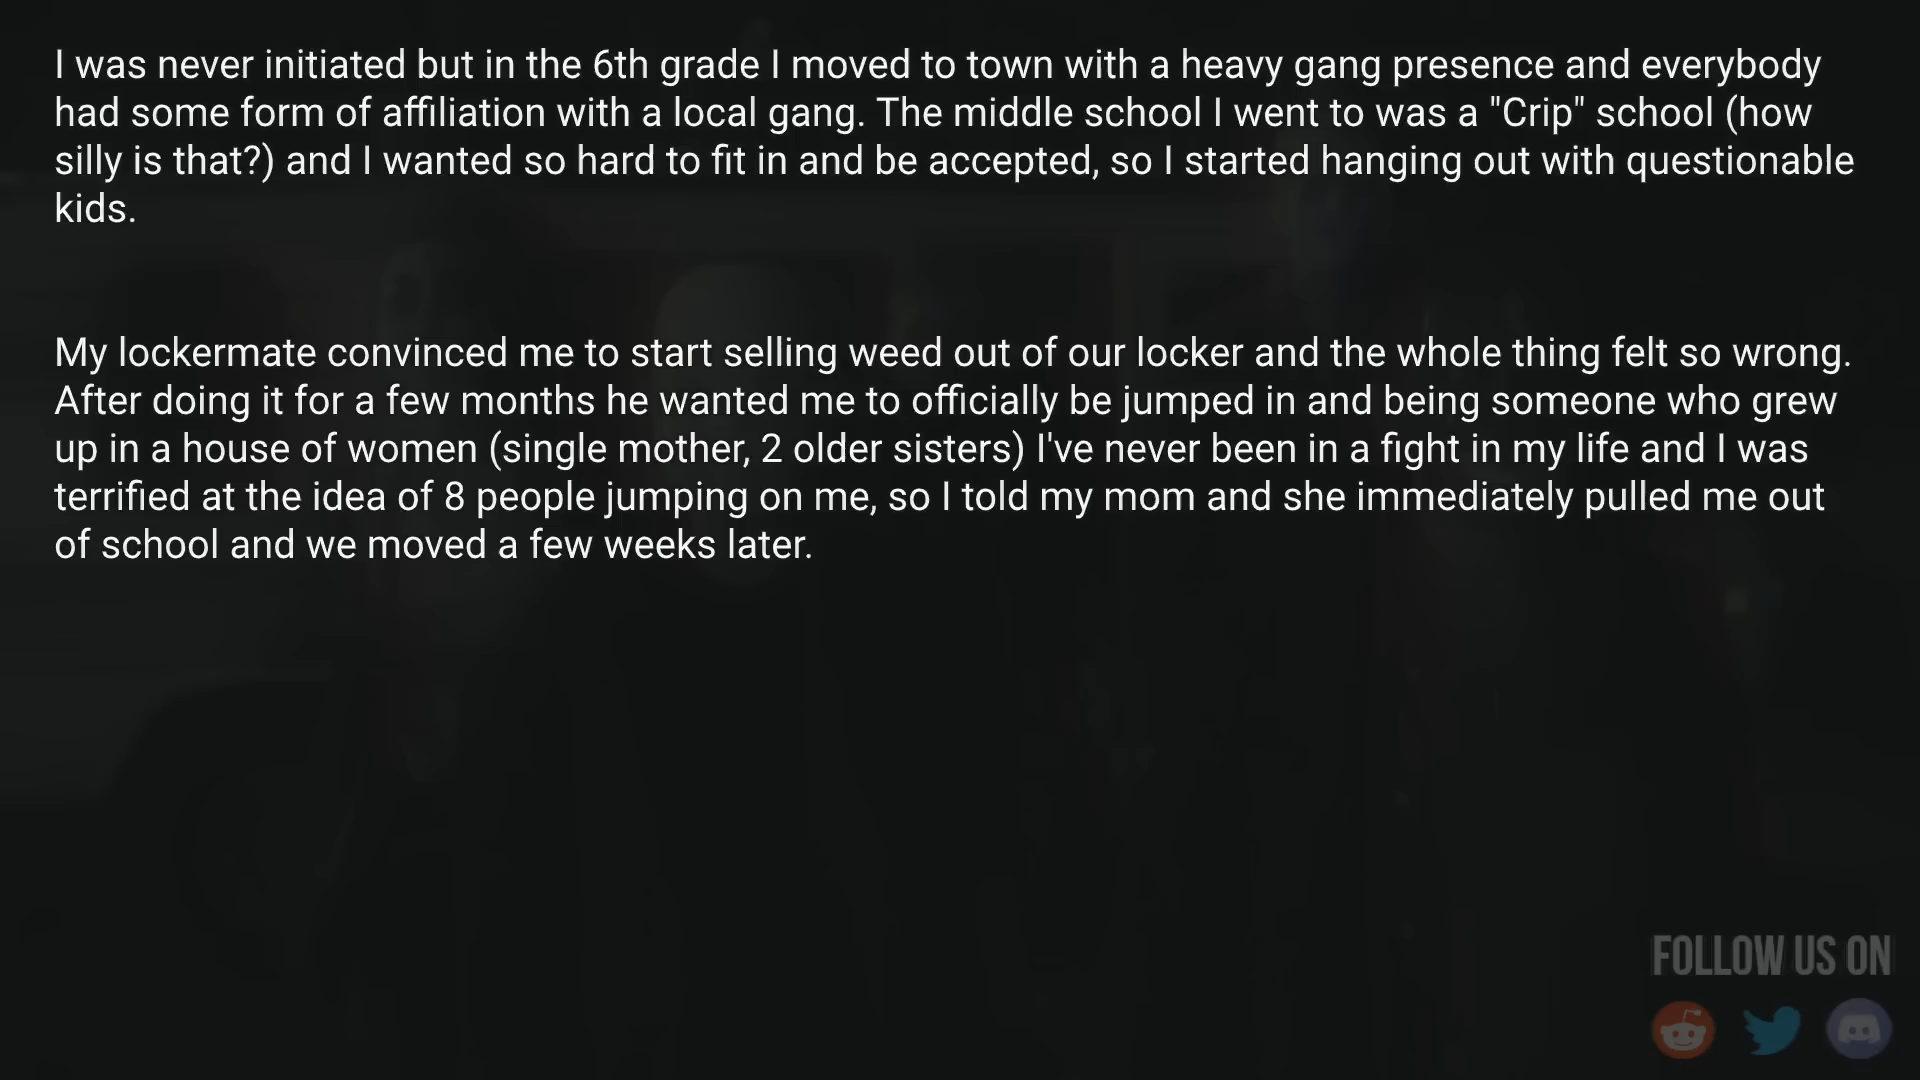 I was never initiated but in the 6th grade I moved to town with a heavy gang presence and everybody
had some form of affiliation with a local gang. The middle school I went to was a "Crip" school (how
silly is that?) and I wanted so hard to fit in and be accepted, so I started hanging out with questionable
kids.
My lockermate convinced me to start selling weed out of our locker and the whole thing felt so wrong.
After doing it for a few months he wanted me to officially be jumped in and being someone who grew
up in a house of women (single mother, 2 older sisters) I've never been in a fight in my life and I was
terrified at the idea of 8 people jumping on me, so I told my mom and she immediately pulled me out
of school and we moved a few weeks later.
FOLLOW US ON